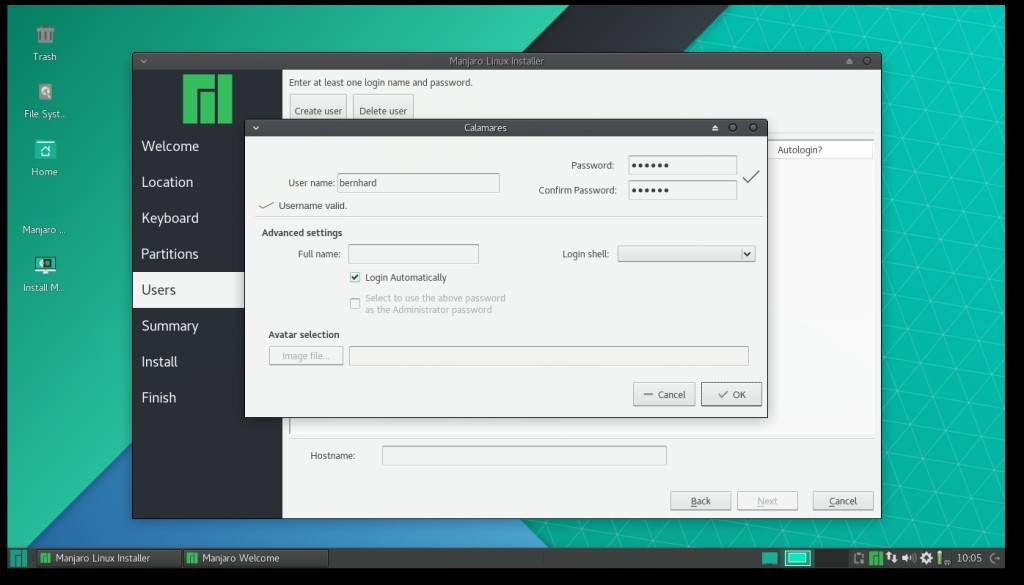 Trash
File Syst...
Home
Manjaro ...
Install M...
Manjaro Linux Installer
Welcome
Location
Keyboard
Partitions
Users
Summary
Install
Finish
Enter at least one login name and password.
Create user
Delete user
Autologin?
Calamares
User name: bernhard
Username valid.
Password: ●●●●●●
Confirm Password: ●●●●●●
Advanced settings
Full name:
Login shell:
Login Automatically
Select to use the above password
as the Administrator password
Avatar selection
Image file...
Cancel
OK
Hostname:
Back
Next
Cancel
Manjaro Linux Installer
Manjaro Welcome
10:05